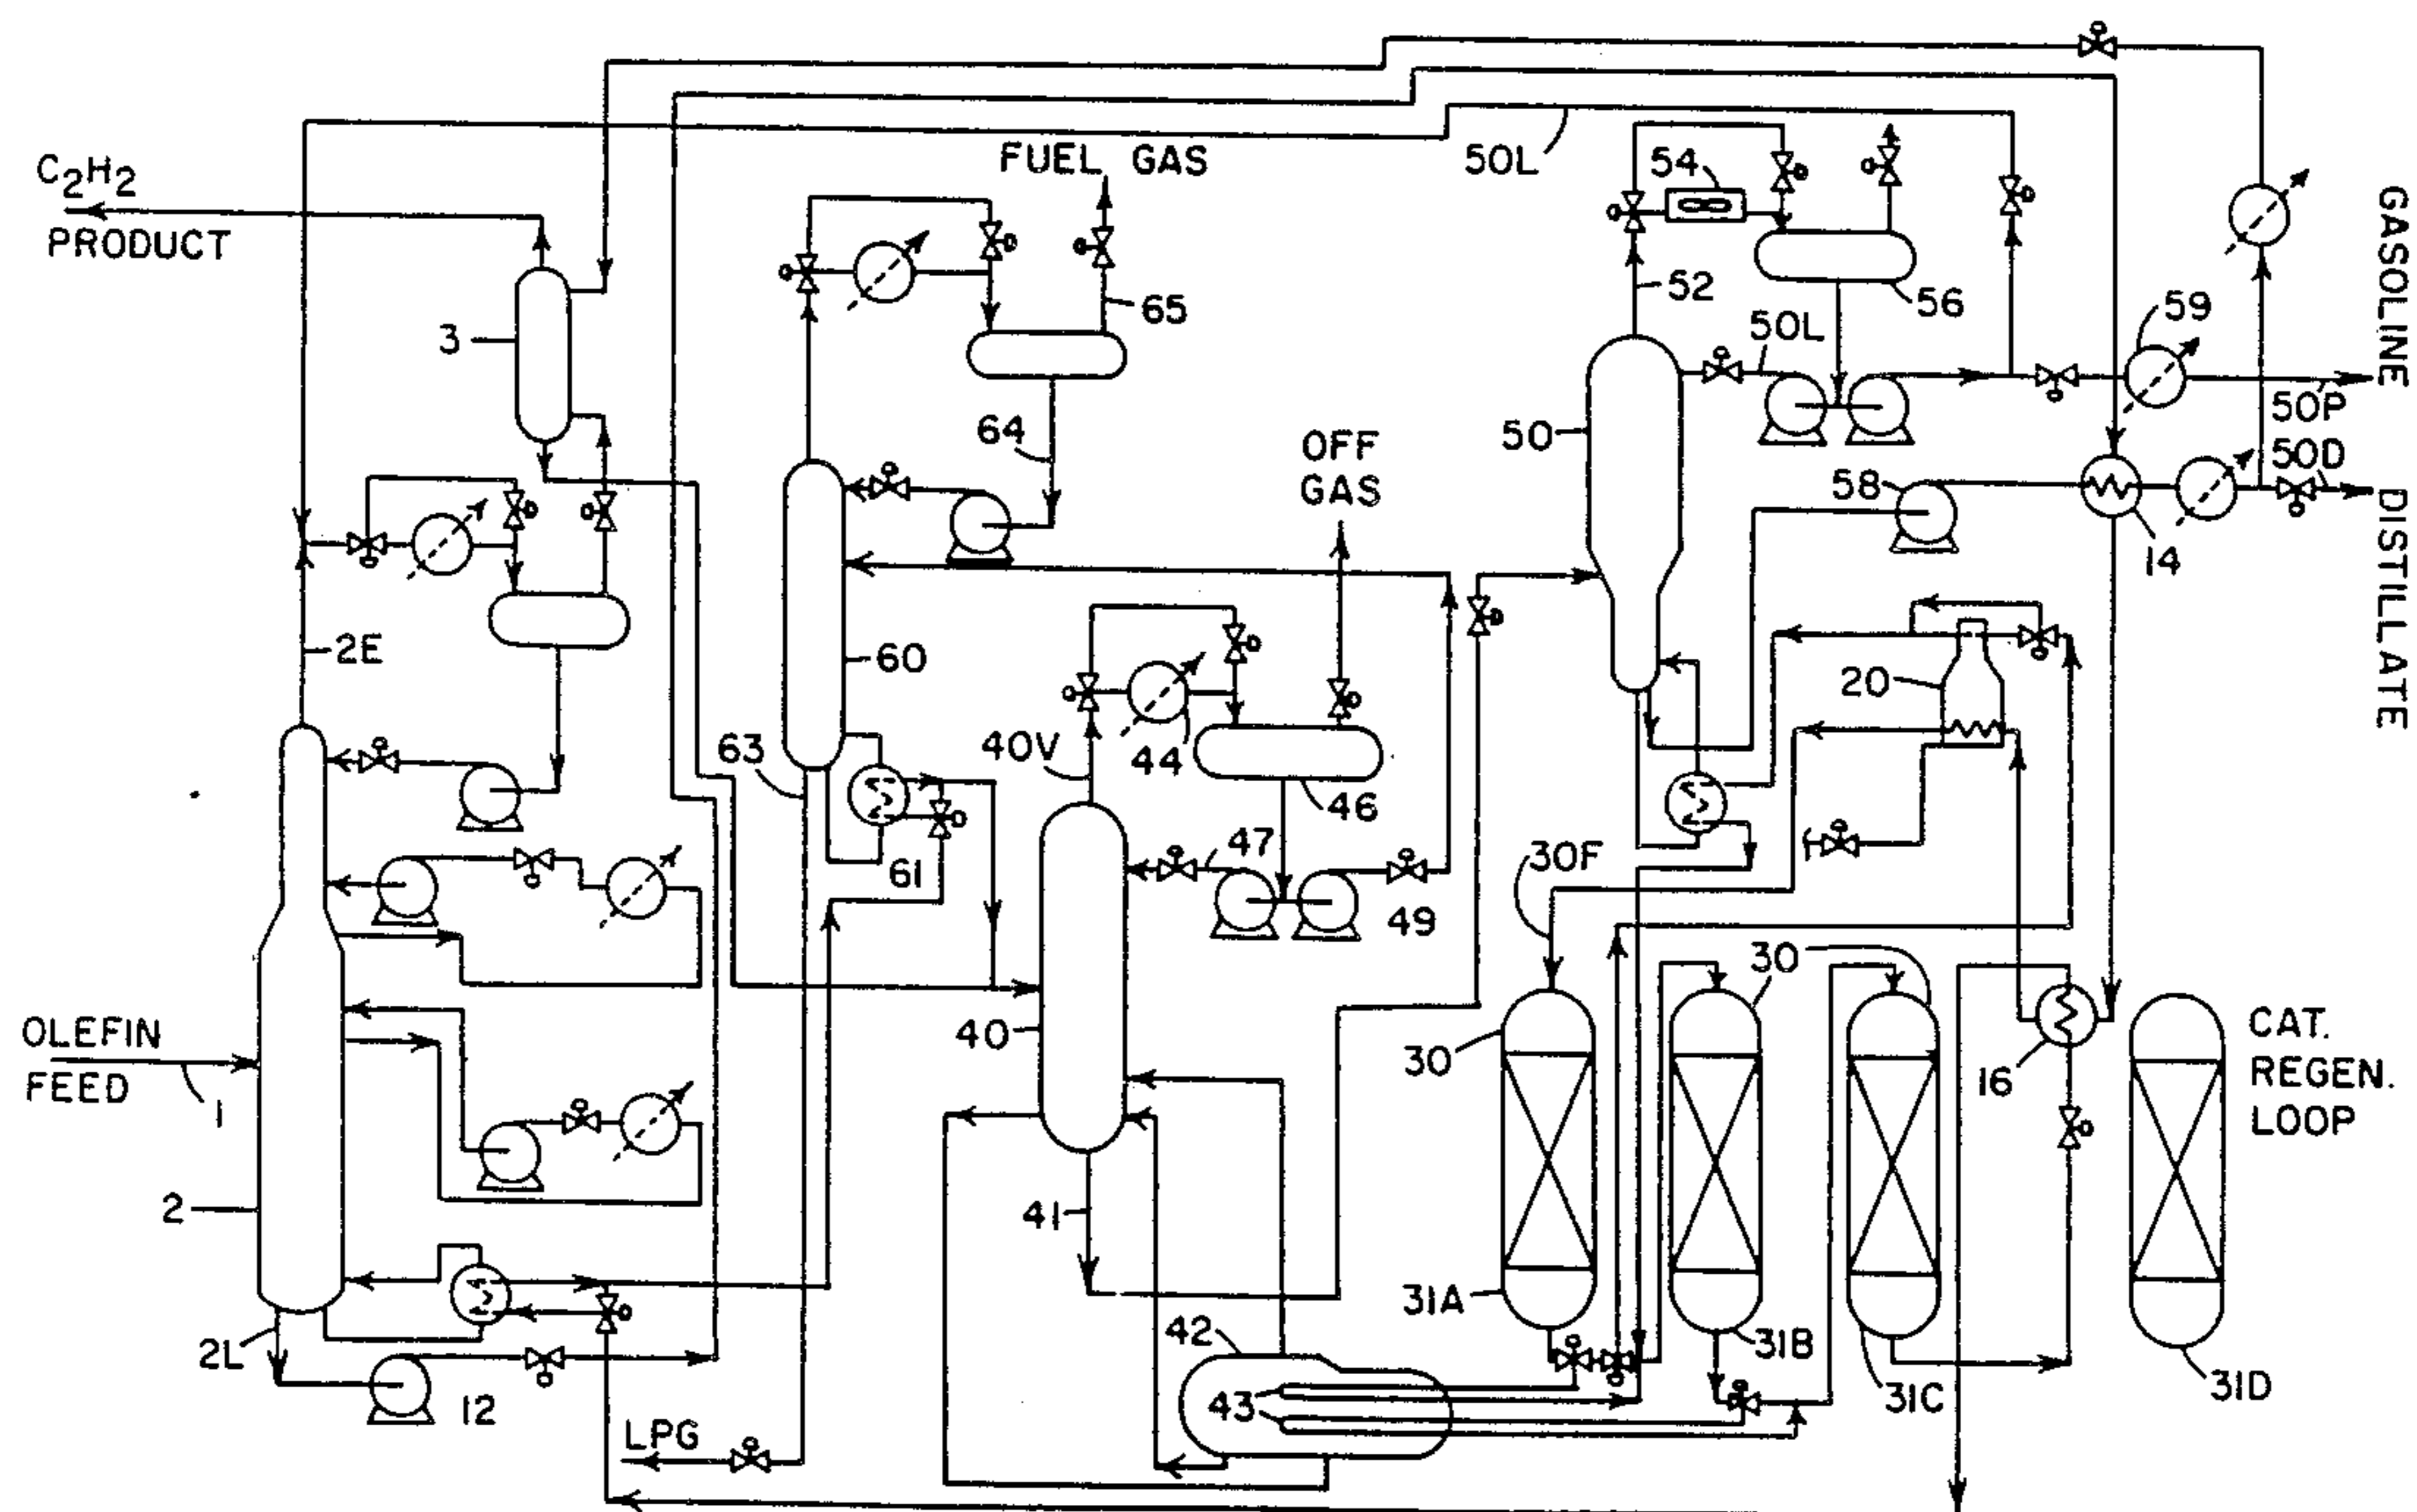 C2H2
PRODUCT
FUEL GAS
50L
54
GASOLINE
3
65
52
56
50L
59
50P
50D
64
OFF
GAS
50
58
14
DISTILLATE
2E
60
20
63
40V
44
46
61
47
49
30F
30
OLEFIN
FEED
1
40
30
16
CAT.
REGEN.
LOOP
2
41
31A
42
31B
31C
31D
2L
12
43
LPG